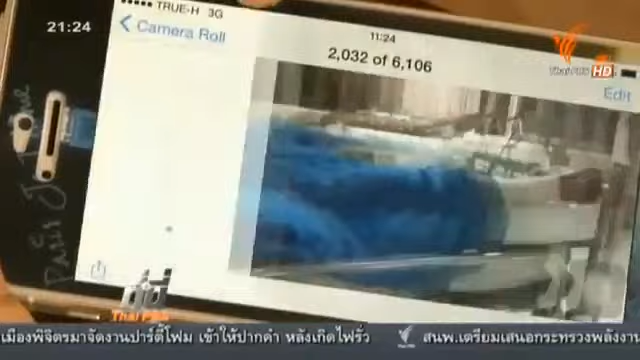 21:24
TRUE-H 3G
11:24
Camera Roll
2,032 of 6,106
Edit
Thai PBS HD
Thai PBS
เมืองพิจิตรมาจัดงานปาร์ตี้โฟม เข้าให้ปากคำ หลังเกิดไฟรั่ว
สนพ.เตรียมเสนอกระทรวงพลังงาน